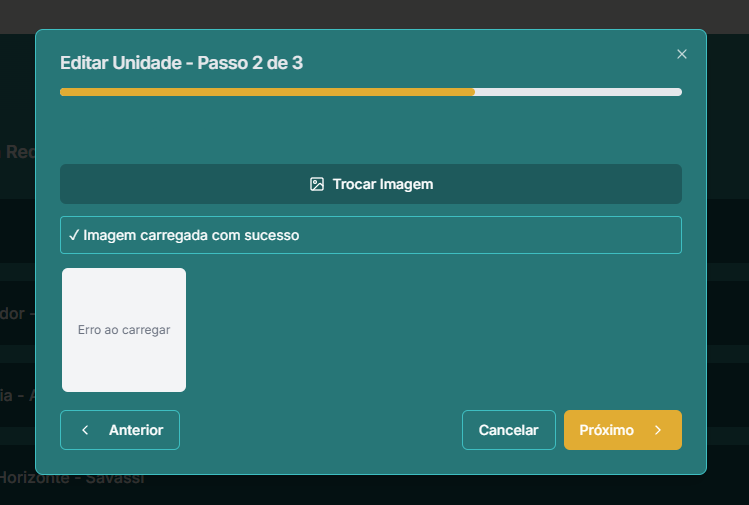 Editar Unidade - Passo 2 de 3
Rec
Trocar Imagem
✓ Imagem carregada com sucesso
dor -
Erro ao carregar
ia - A
Anterior
Cancelar
Próximo
Horizonte - Savassi